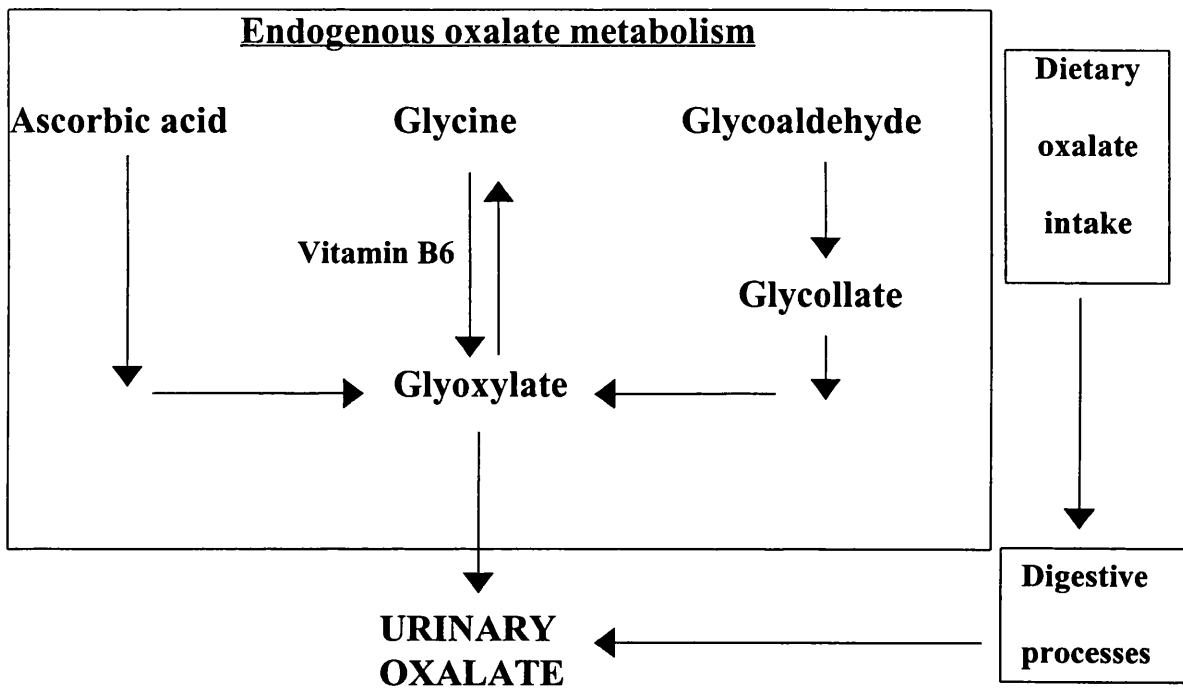 Endogenous oxalate metabolism
Ascorbic acid
Glycine
Glycoaldehyde
Vitamin B6
Glycollate
Glyoxylate
URINARY
OXALATE
Dietary
oxalate
intake
Digestive
processes